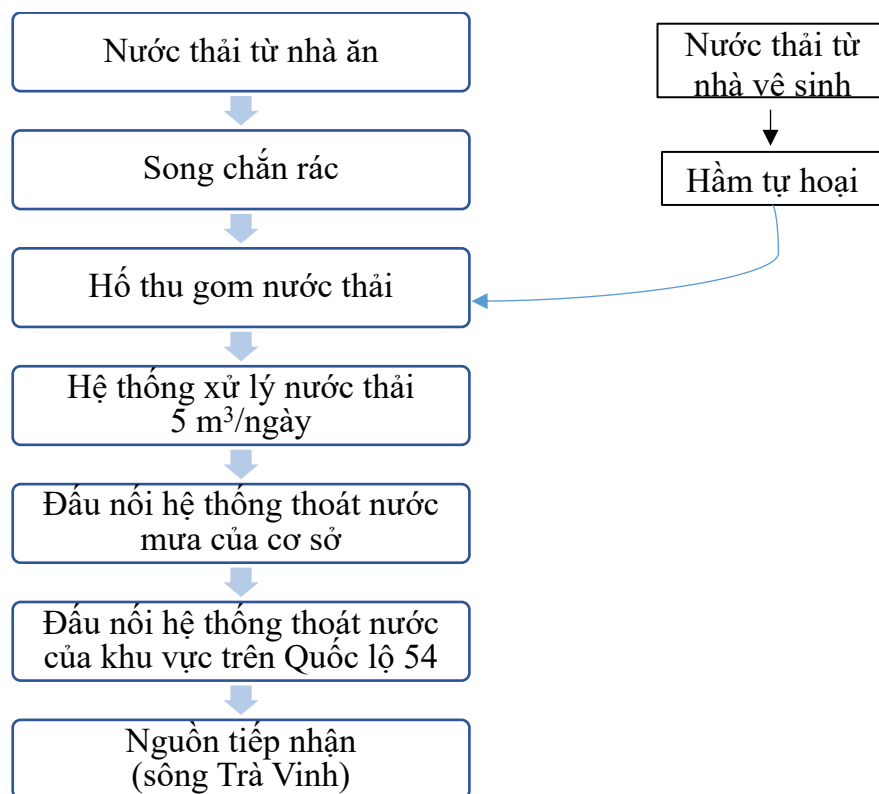 Nước thải từ nhà ăn
Song chắn rác
Hố thu gom nước thải
Hệ thống xử lý nước thải
5 m³/ngày
Đấu nối hệ thống thoát nước
mưa của cơ sở
Đấu nối hệ thống thoát nước
của khu vực trên Quốc lộ 54
Nguồn tiếp nhận
(sông Trà Vinh)
Nước thải từ
nhà vê sinh
Hầm tự hoại